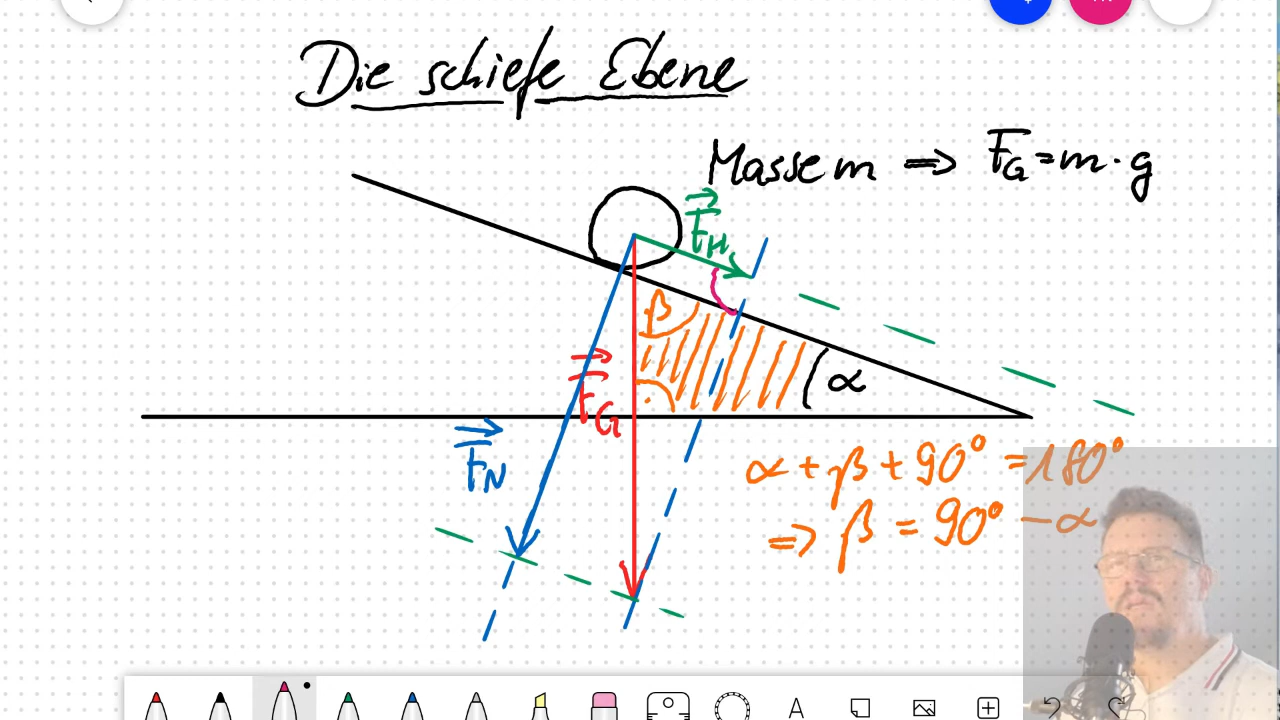 Die schiefe Ebene
Masse m => F_G = m · g
F_H
β
α
F_G
F_N
α + β + 90° = 180°
=> β = 90° - α
A